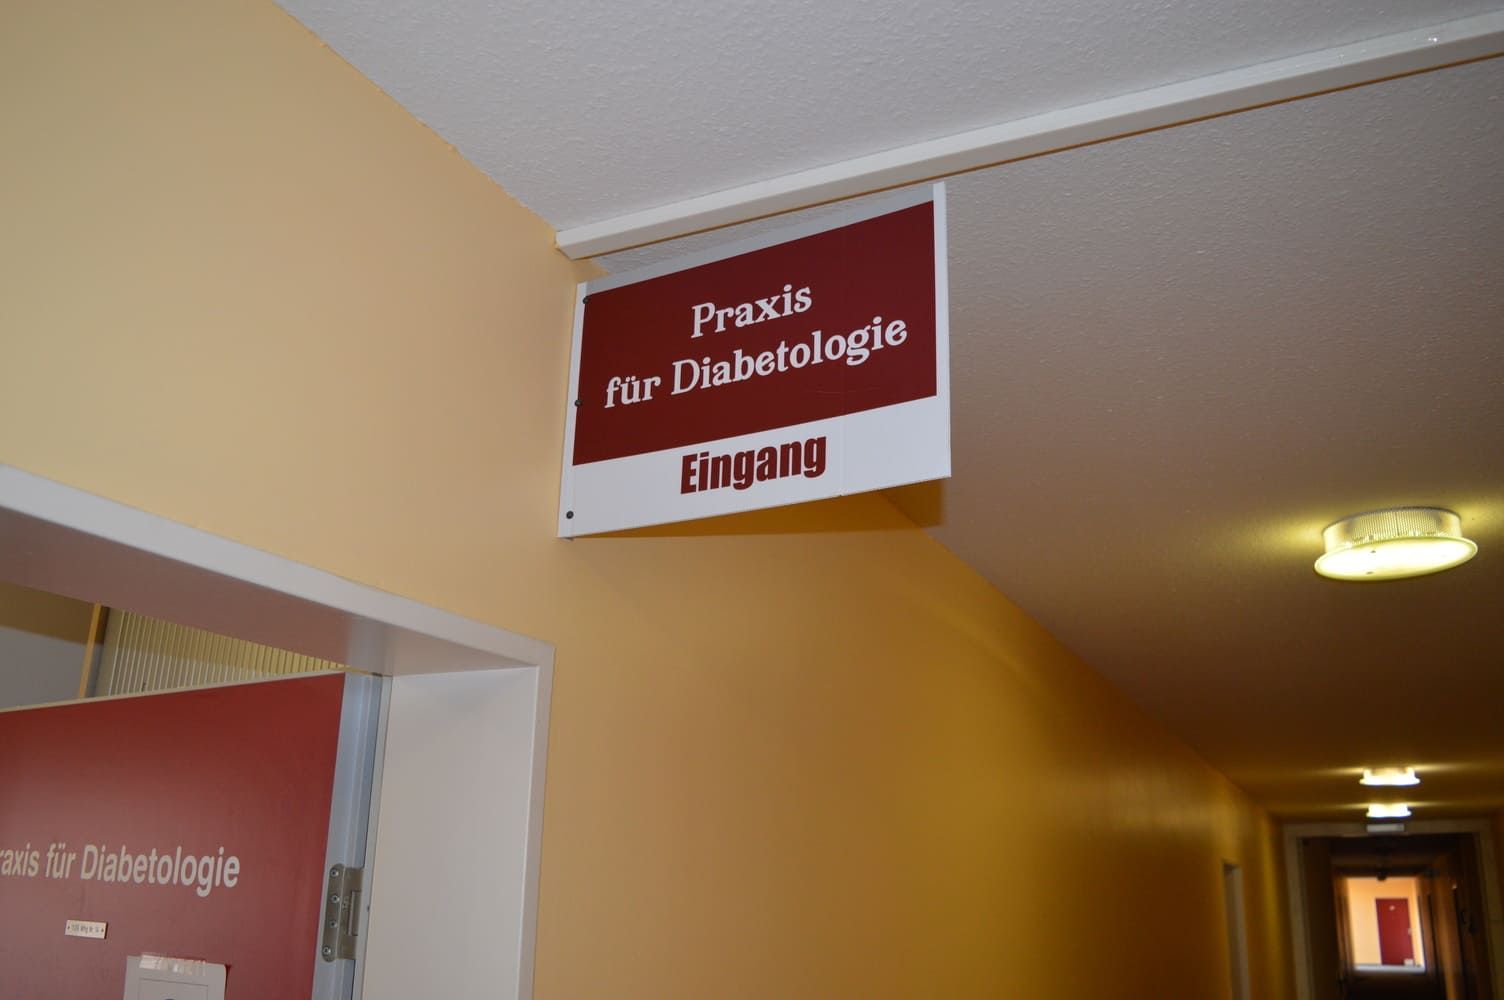 Praxis
für Diabetologie
Eingang
raxis für Diabetologie